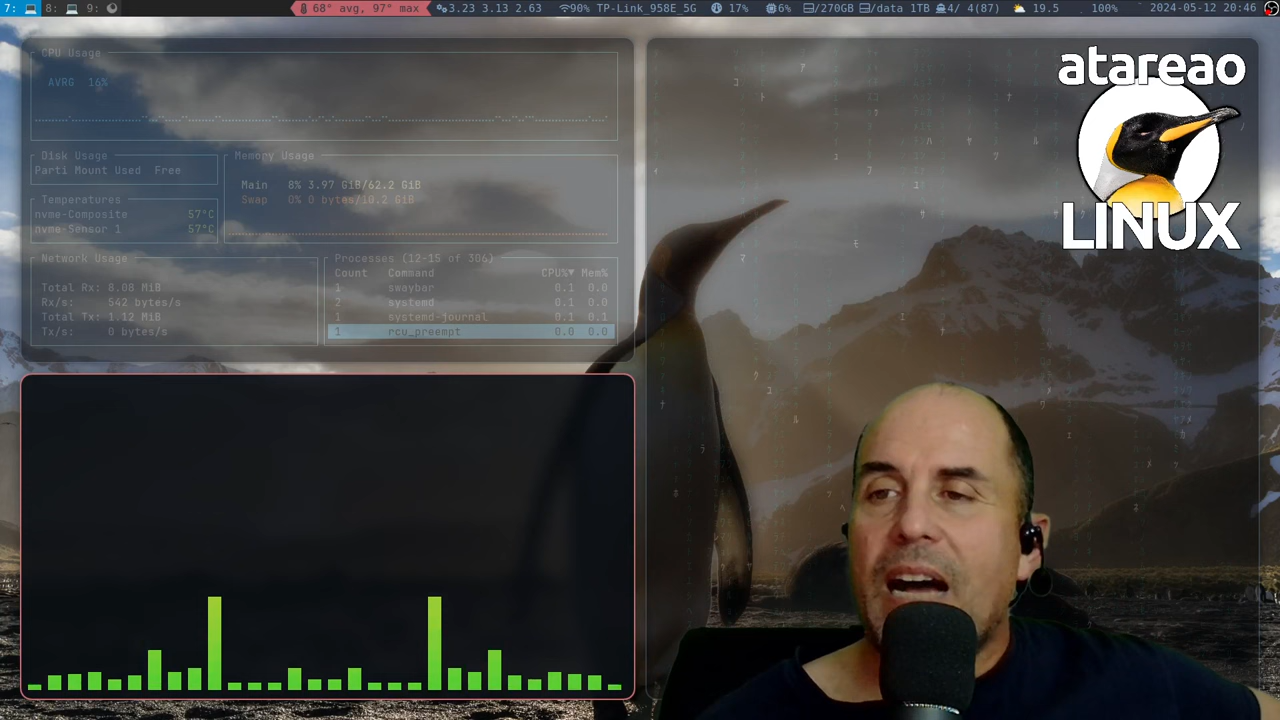 7: 8: 9: 68° avg, 97° max 3.23 3.13 2.63 90% TP-Link_958E_5G 17% 6% /270GB /data 1TB 4/ 4(87) 19.5 100% 2024-05-12 20:46
CPU Usage
AVRG 16%
Disk Usage
Parti Mount Used Free
Memory Usage
Main 8% 3.97 GiB/62.2 GiB
Swap 0% 0 bytes/10.2 GiB
Temperatures
nvme-Composite 57°C
nvme-Sensor 1 57°C
Network Usage
Total Rx: 8.08 MiB
Rx/s: 542 bytes/s
Total Tx: 1.12 MiB
Tx/s: 0 bytes/s
Processes (12-15 of 306)
Count Command CPU%▼ Mem%
1 swaybar 0.1 0.0
2 systemd 0.1 0.0
1 systemd-journal 0.1 0.1
1 rcu_preempt 0.0 0.0
atareao
LINUX